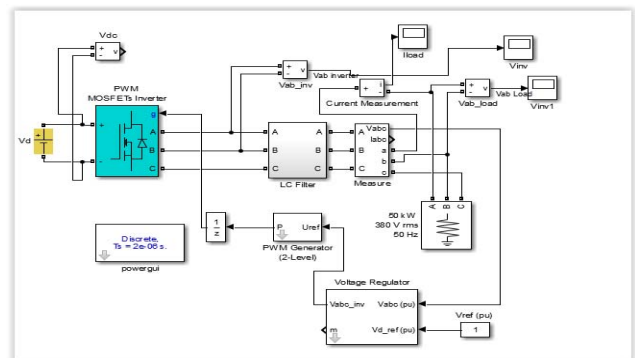 Vdc
+
-
v
Iload
Vinv
+
-
v
Vab inverter
Vab_inv
i
+
-
Current Measurement
+
-
v
Vab Load
Vab_load
Vinv1
PWM
MOSFETs Inverter
g
+
-
A
B
C
Vd
A
B
C
A
B
C
LC Filter
A
B
C
Vabc
Iabc
a
b
c
Measure
A
B
C
50 kW
380 V rms
50 Hz
Discrete,
Ts = 2e-06 s.
powergui
1
z
P
Uref
PWM Generator
(2-Level)
Voltage Regulator
Vabc_inv
Vabc (pu)
m
Vd_ref (pu)
Vref (pu)
1